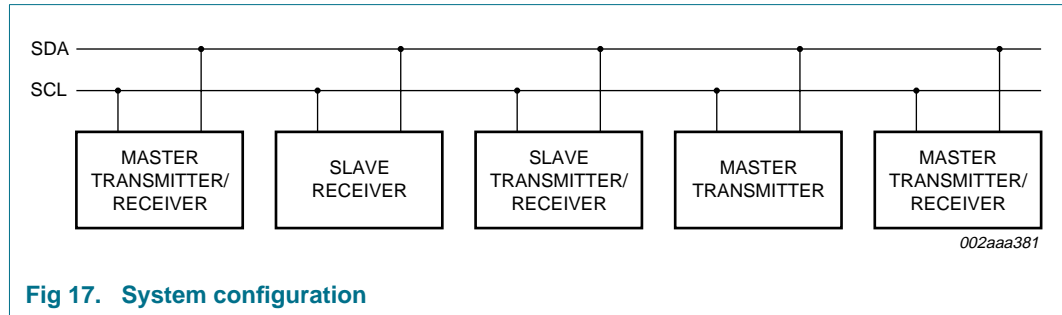 SDA
SCL
MASTER
TRANSMITTER/
RECEIVER
SLAVE
RECEIVER
SLAVE
TRANSMITTER/
RECEIVER
MASTER
TRANSMITTER
MASTER
TRANSMITTER/
RECEIVER
002aaa381
Fig 17. System configuration